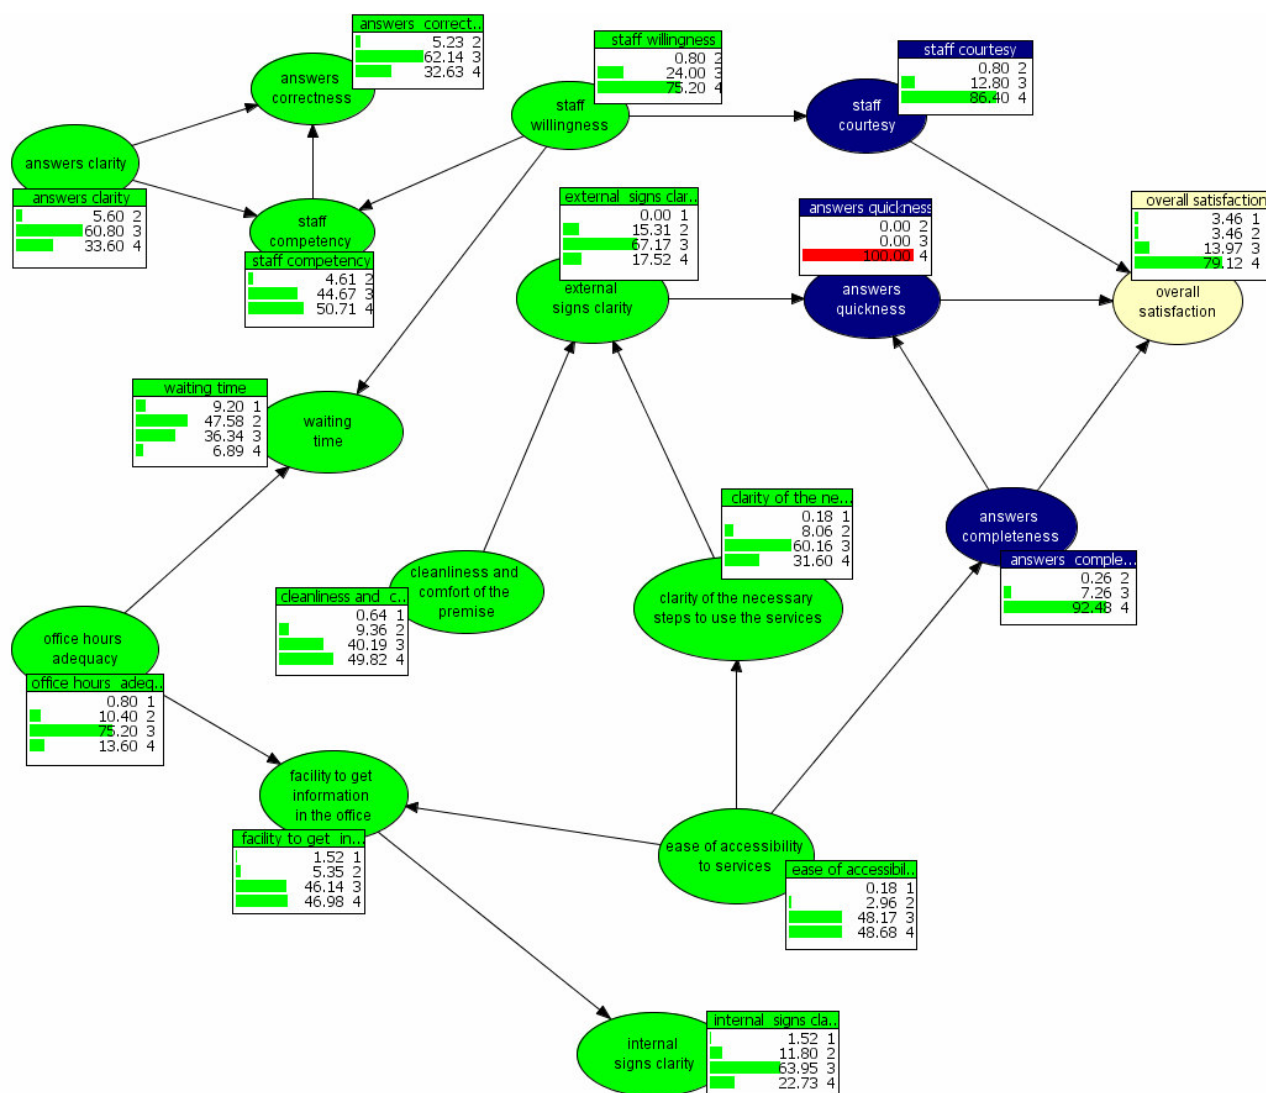 answers correct...
5.23 2
62.14 3
32.63 4
answers
correctness
staff willingness
0.80 2
24.00 3
75.20 4
staff
willingness
staff courtesy
0.80 2
12.80 3
86.40 4
staff
courtesy
answers clarity
answers clarity
5.60 2
60.80 3
33.60 4
staff
competency
staff competency
4.61 2
44.67 3
50.71 4
external signs clar...
0.00 1
15.31 2
67.17 3
17.52 4
external
signs clarity
answers quickness
0.00 2
0.00 3
100.00 4
answers
quickness
overall satisfaction
3.46 1
3.46 2
13.97 3
79.12 4
overall
satisfaction
waiting time
9.20 1
47.58 2
36.34 3
6.89 4
waiting
time
clarity of the ne...
0.18 1
8.06 2
60.16 3
31.60 4
clarity of the necessary
steps to use the services
answers
completeness
answers comple...
0.26 2
7.26 3
92.48 4
cleanliness and
comfort of the
premise
cleanliness and c...
0.64 1
9.36 2
40.19 3
49.82 4
office hours
adequacy
office hours adeq...
0.80 1
10.40 2
75.20 3
13.60 4
facility to get
information
in the office
facility to get in...
1.52 1
5.35 2
46.14 3
46.98 4
ease of accessibility
to services
ease of accessibil...
0.18 1
2.96 2
48.17 3
48.68 4
internal
signs clarity
internal signs cla...
1.52 1
11.80 2
63.95 3
22.73 4